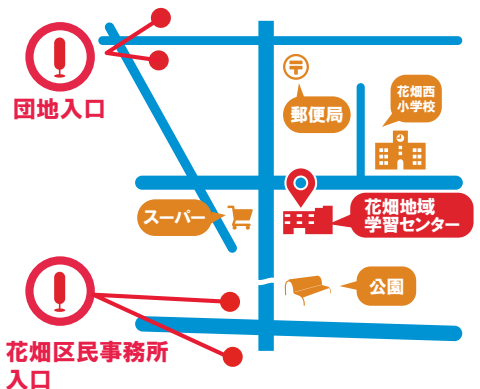 団地入口
郵便局
花畑西
小学校
スーパー
花畑地域
学習センター
公園
花畑区民事務所
入口